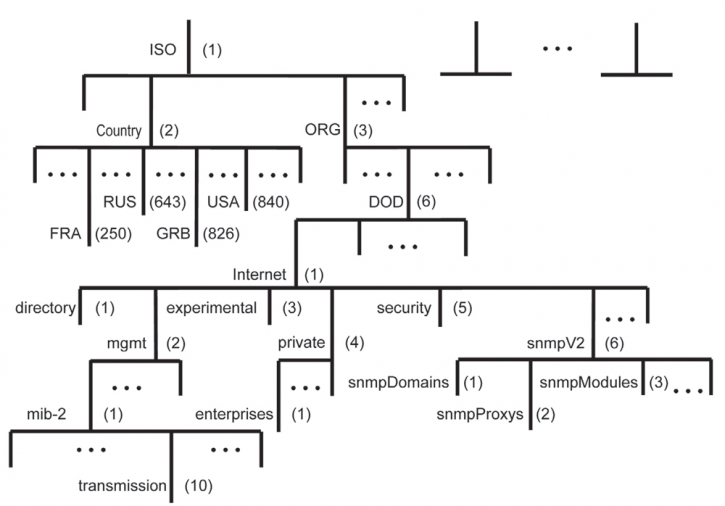 ISO (1)
...
...
Country (2) ORG (3)
... ... ... ... ... ... ...
RUS (643) USA (840) DOD (6)
FRA (250) GRB (826)
...
Internet (1)
directory (1) experimental (3) security (5)
...
mgmt (2) private (4) snmpV2 (6)
... ... snmpDomains (1) snmpModules (3) ...
mib-2 (1) enterprises (1) snmpProxys (2)
... ...
transmission (10)